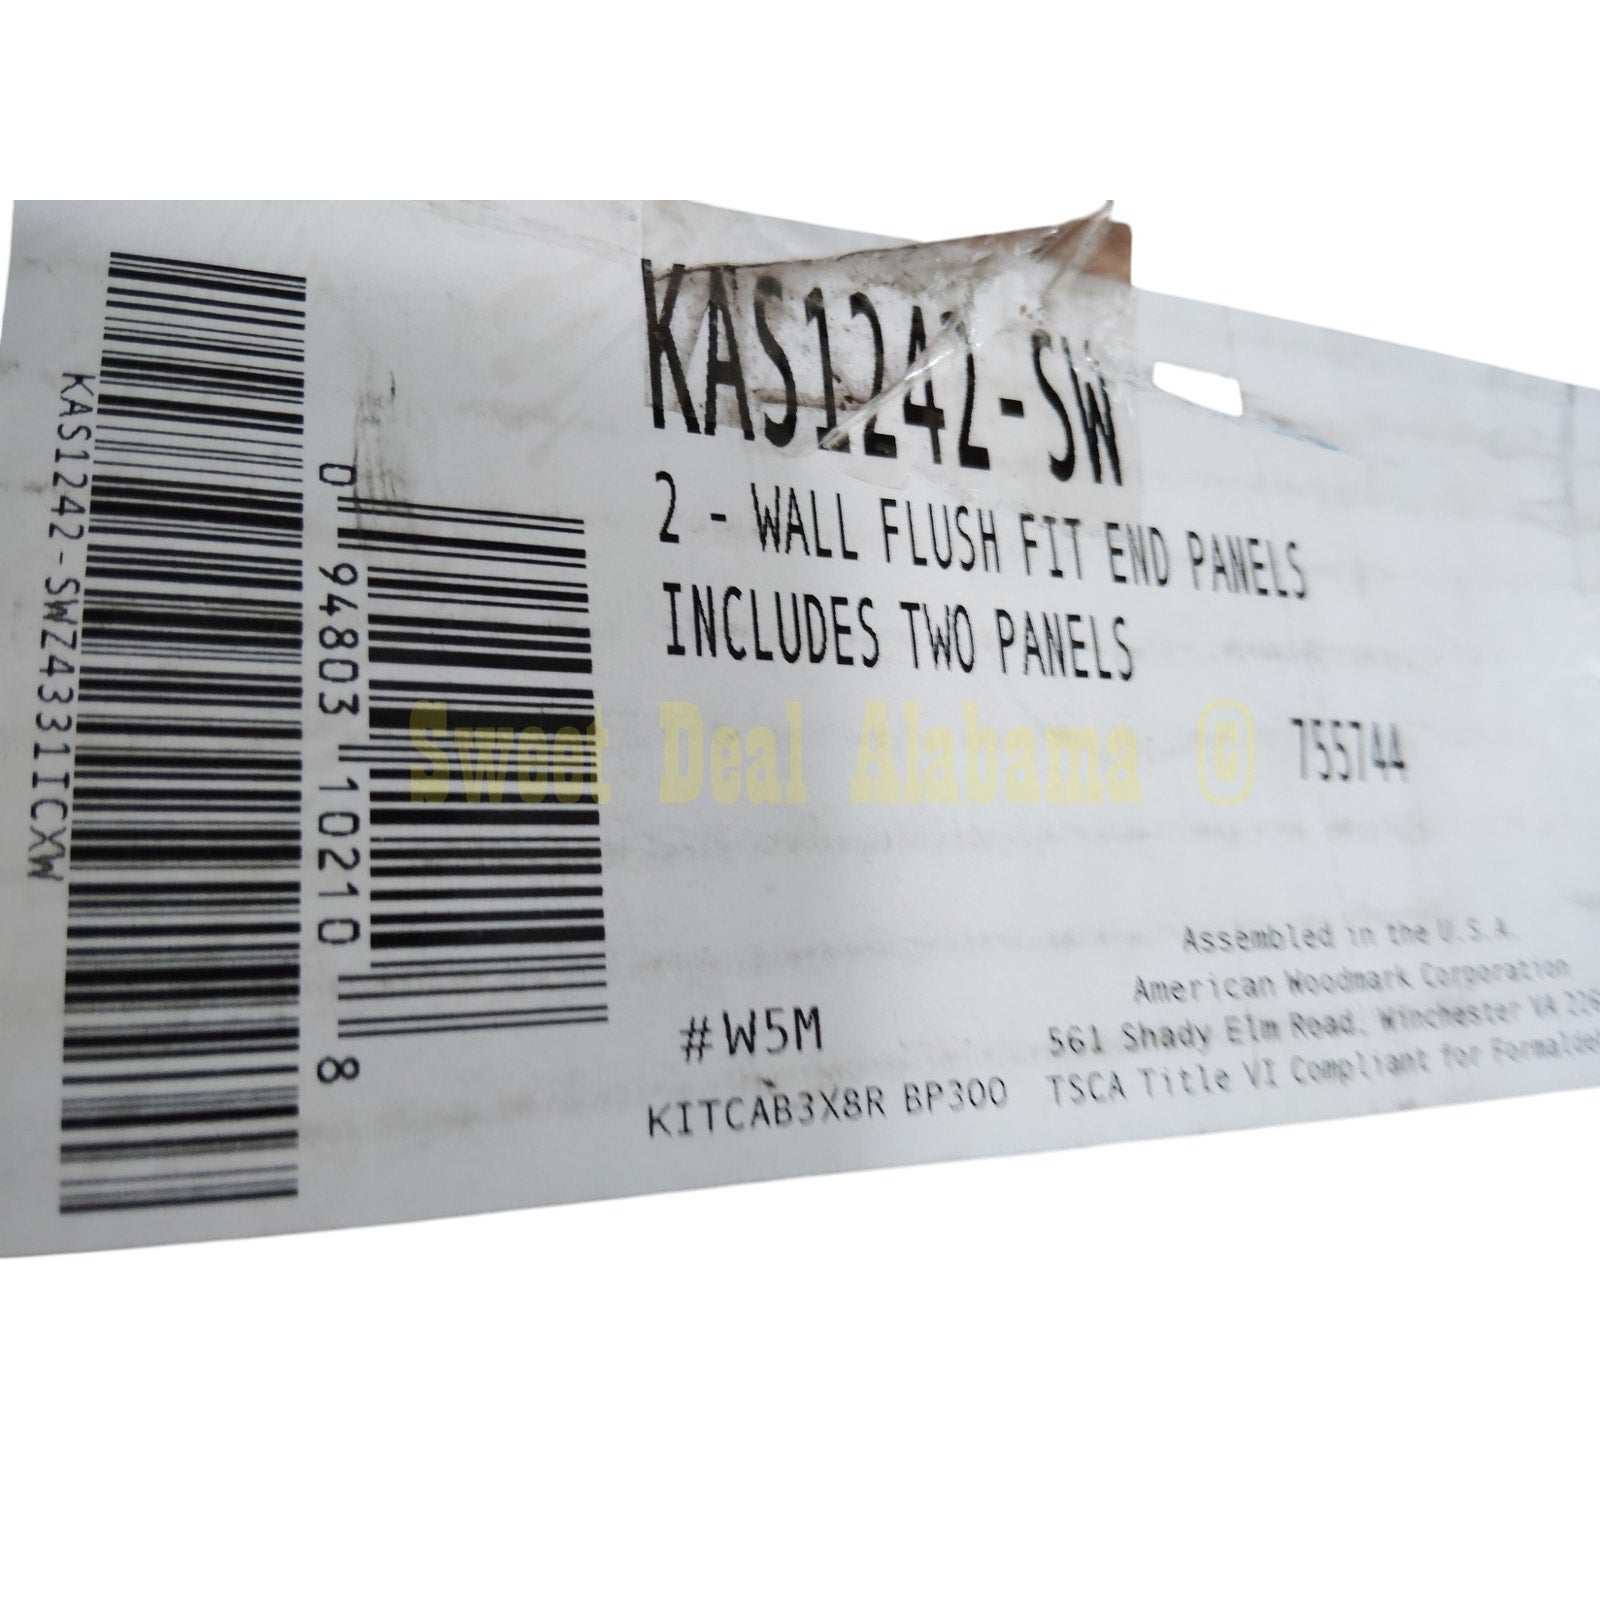 KAS1242-SW
2 - WALL FLUSH FIT END PANELS
INCLUDES TWO PANELS
755744
KAS1242-SWZ4331ICXW
0 94803 10210 8
Sweet Deal Alabama ©
Assembled in the U.S.A.
American Woodmark Corporation
561 Shady Elm Road, Winchester VA
#W5M
KITCAB3X8R BP300
TSCA Title VI Compliant for